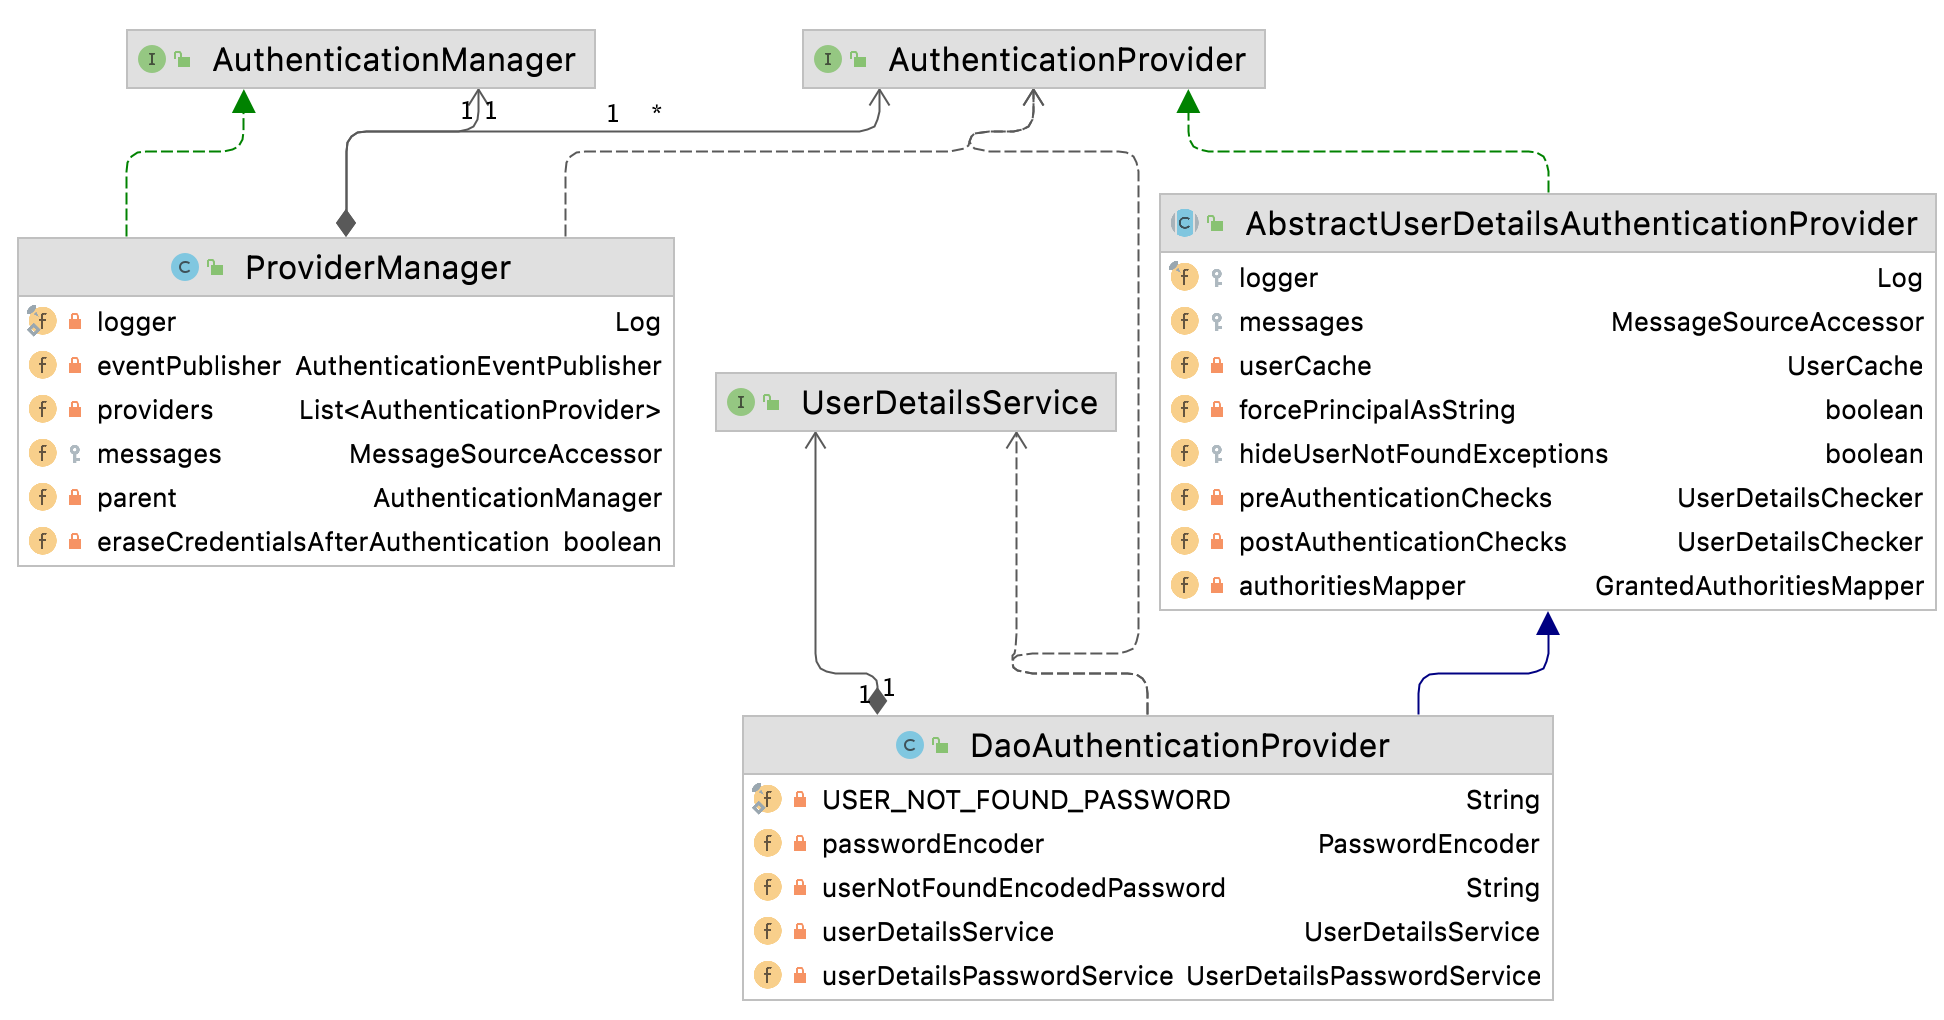 AuthenticationManager
AuthenticationProvider
1 1
1 *
ProviderManager
logger Log
eventPublisher AuthenticationEventPublisher
providers List<AuthenticationProvider>
messages MessageSourceAccessor
parent AuthenticationManager
eraseCredentialsAfterAuthentication boolean
AbstractUserDetailsAuthenticationProvider
logger Log
messages MessageSourceAccessor
userCache UserCache
forcePrincipalAsString boolean
hideUserNotFoundExceptions boolean
preAuthenticationChecks UserDetailsChecker
postAuthenticationChecks UserDetailsChecker
authoritiesMapper GrantedAuthoritiesMapper
UserDetailsService
1 1
DaoAuthenticationProvider
USER_NOT_FOUND_PASSWORD String
passwordEncoder PasswordEncoder
userNotFoundEncodedPassword String
userDetailsService UserDetailsService
userDetailsPasswordService UserDetailsPasswordService